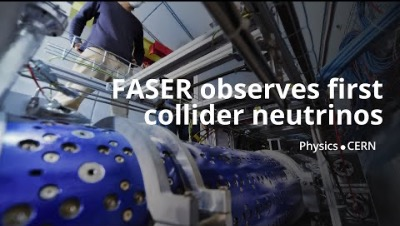 FASER observes first
collider neutrinos
Physics ● CERN